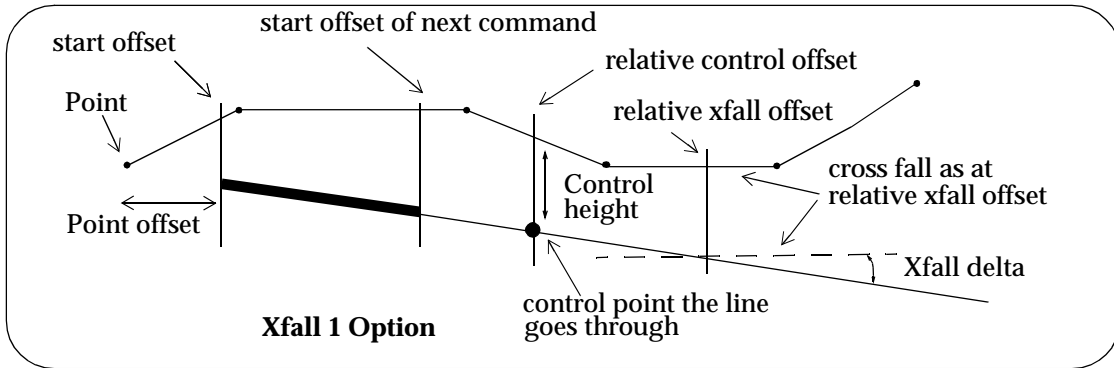 start offset
start offset of next command
relative control offset
Point
relative xfall offset
cross fall as at
relative xfall offset
Control
height
Point offset
Xfall delta
control point the line
goes through
Xfall 1 Option